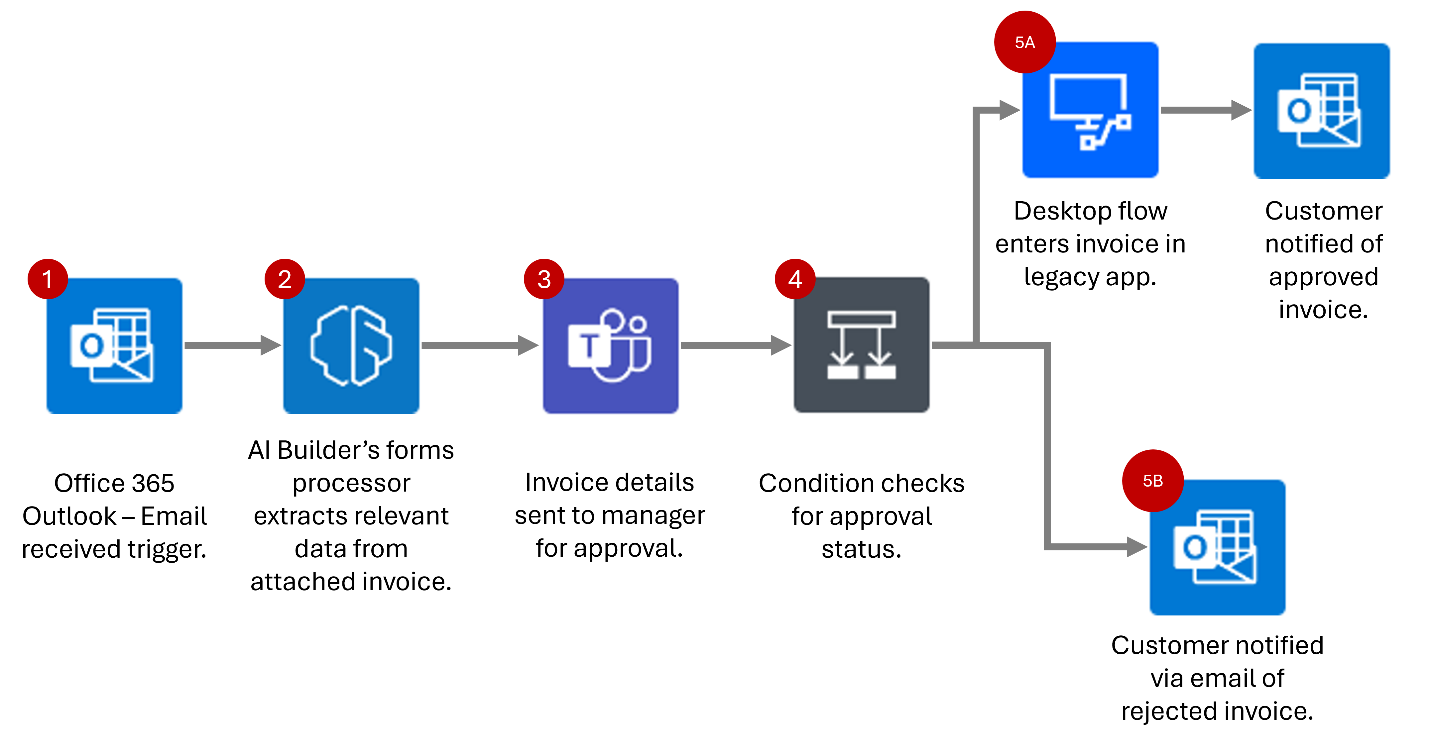 1
Office 365
Outlook – Email
received trigger.
2
AI Builder's forms
processor
extracts relevant
data from
attached invoice.
3
T
Invoice details
sent to manager
for approval.
4
Condition checks
for approval
status.
5A
Desktop flow
enters invoice in
legacy app.
O
Customer
notified of
approved
invoice.
5B
O
Customer notified
via email of
rejected invoice.
O